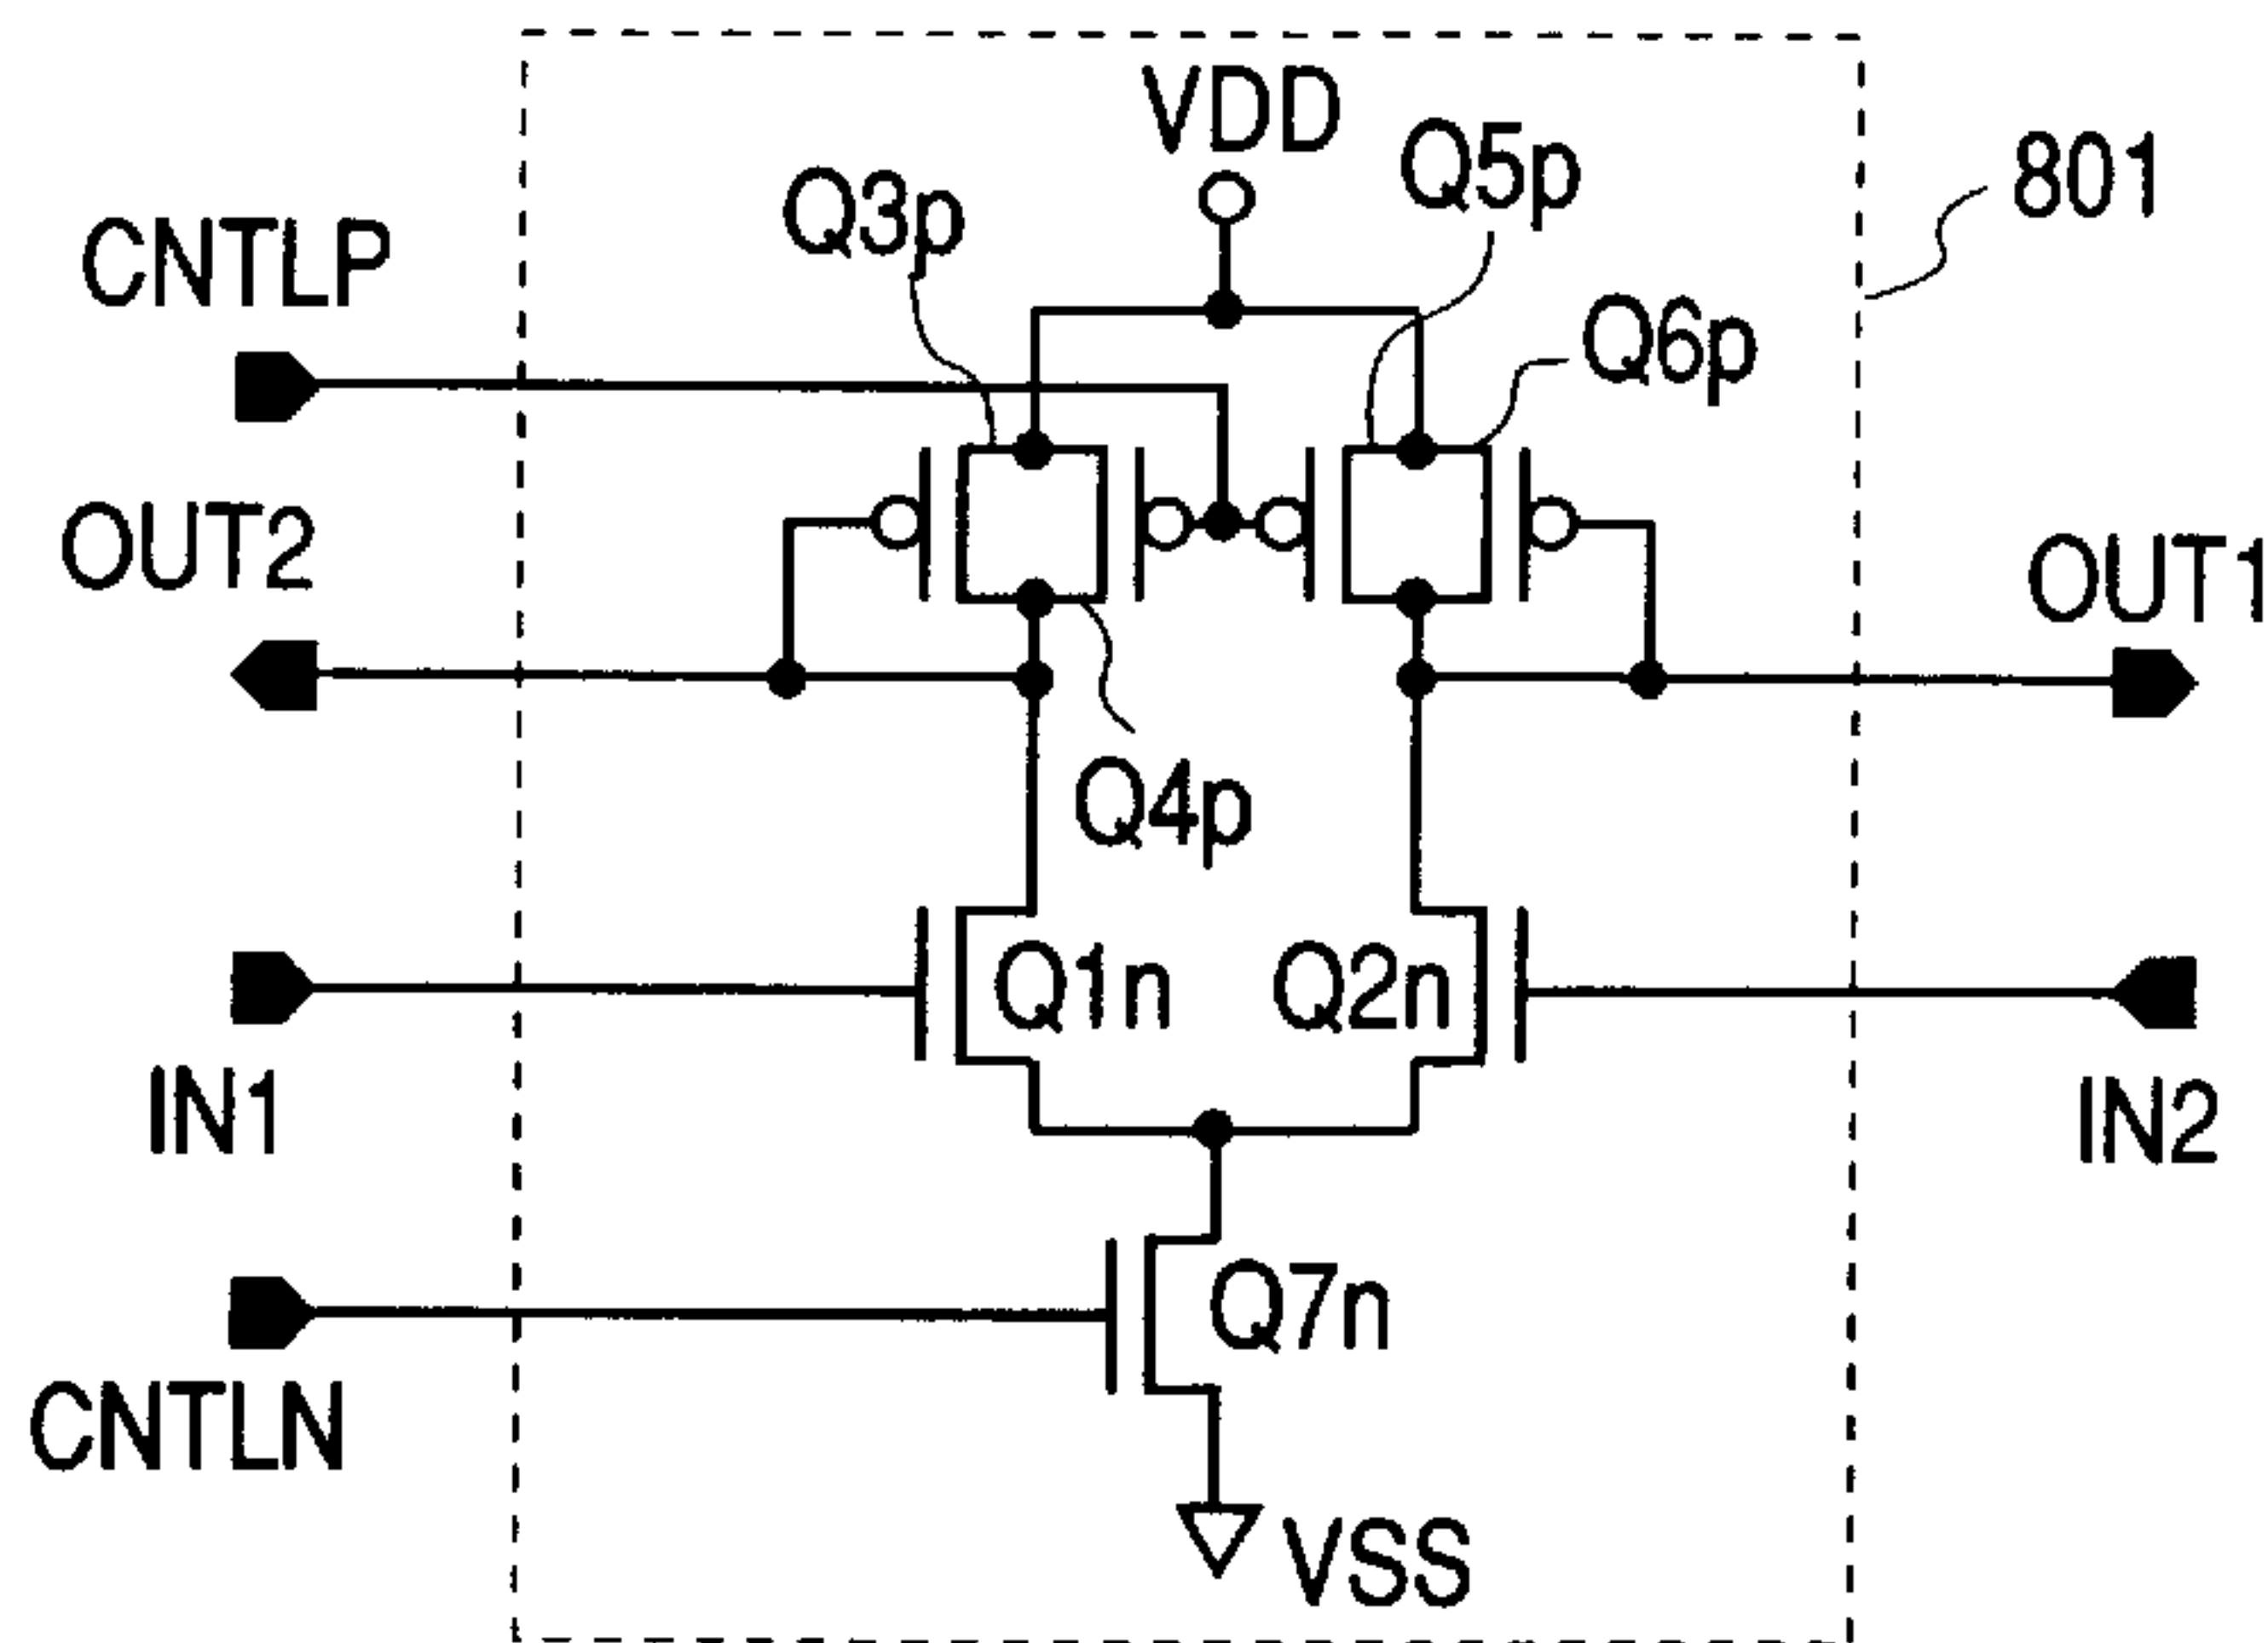 VDD
Q5p
801
Q3p
CNTLP
Q6p
OUT2
OUT1
Q4p
Q1n
Q2n
IN1
IN2
Q7n
CNTLN
VSS